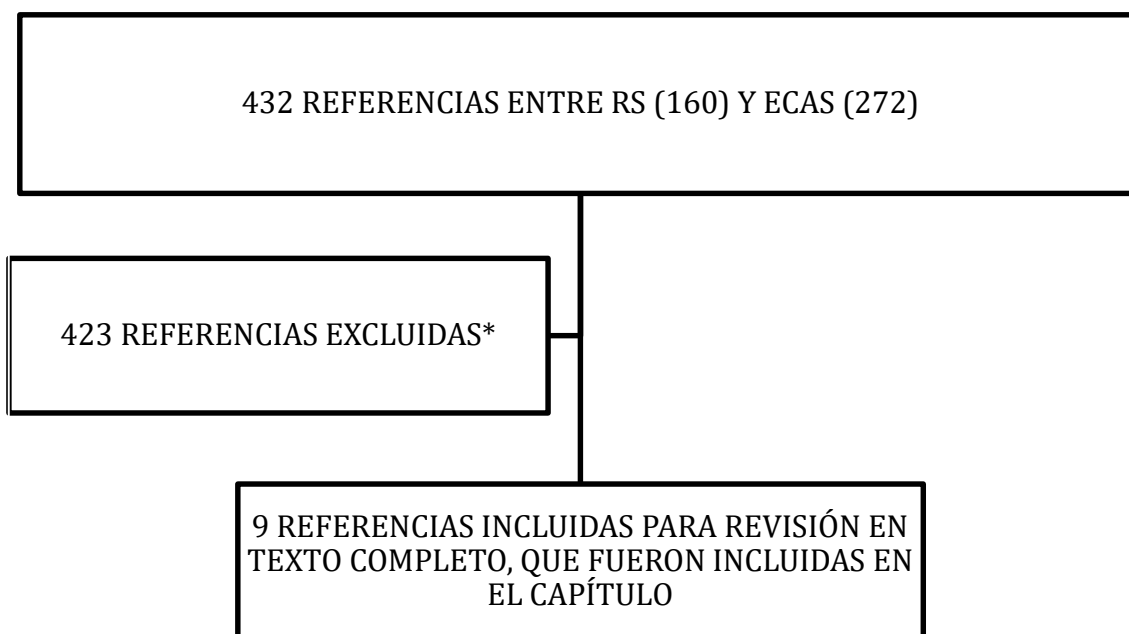 432 REFERENCIAS ENTRE RS (160) Y ECAS (272)
423 REFERENCIAS EXCLUIDAS*
9 REFERENCIAS INCLUIDAS PARA REVISIÓN EN
TEXTO COMPLETO, QUE FUERON INCLUIDAS EN
EL CAPÍTULO